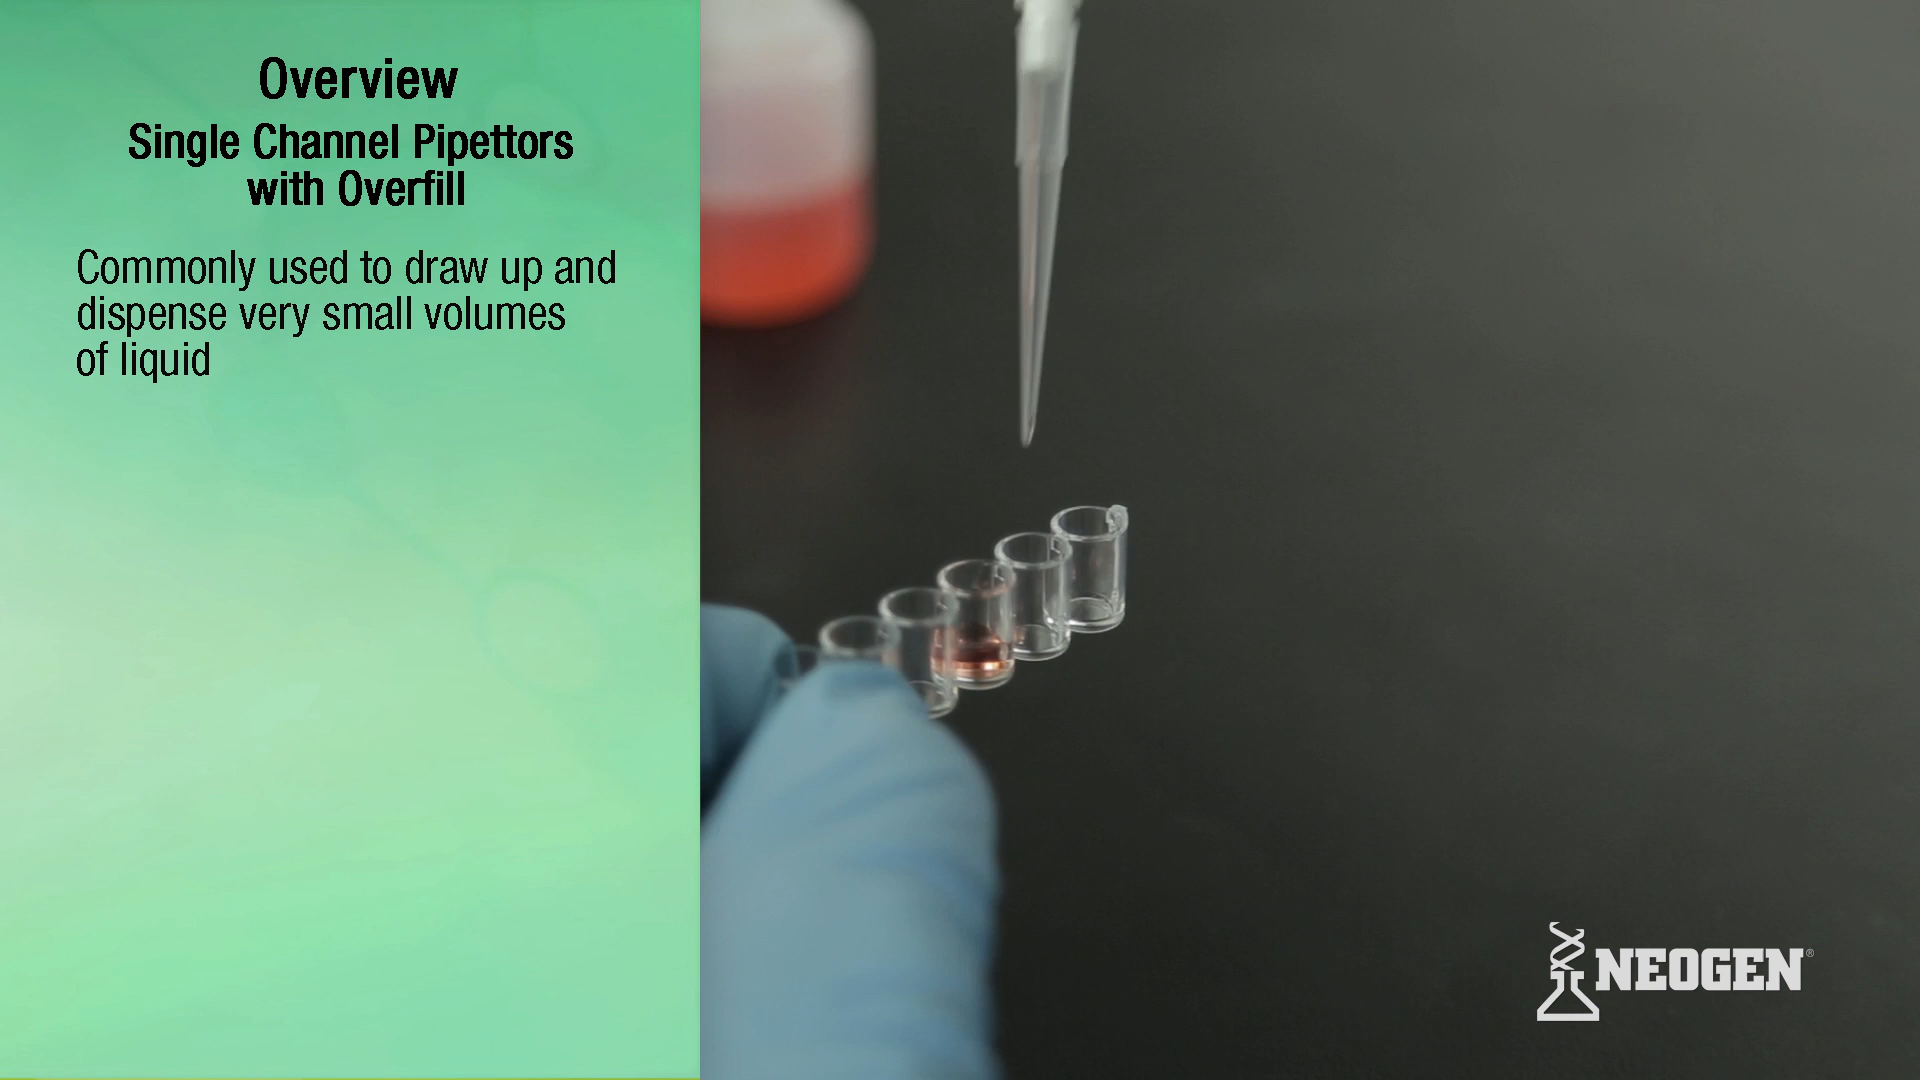 Overview
Single Channel Pipettors
with Overfill
Commonly used to draw up and
dispense very small volumes
of liquid
NEOGEN®